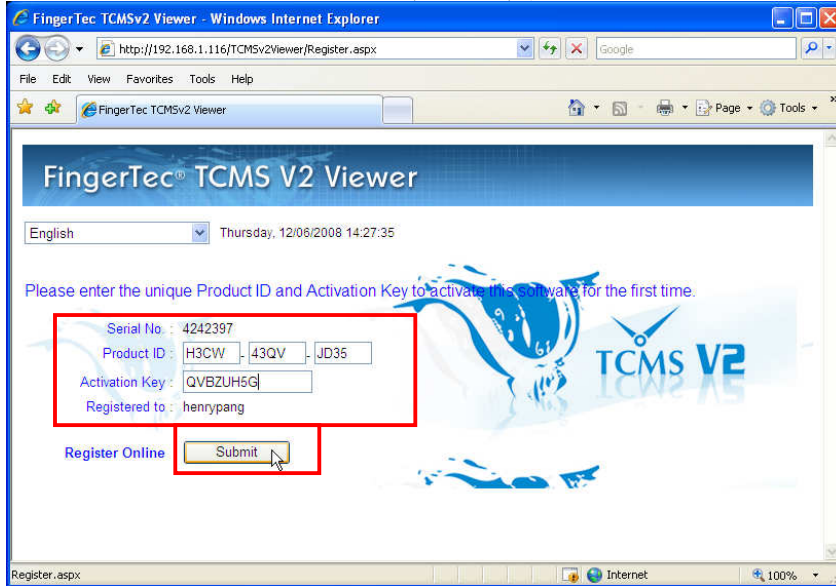 FingerTec TCMSv2 Viewer - Windows Internet Explorer
http://192.168.1.116/TCMSv2Viewer/Register.aspx
Google
File Edit View Favorites Tools Help
FingerTec TCMSv2 Viewer
Page Tools
FingerTec® TCMS V2 Viewer
English Thursday, 12/06/2008 14:27:35
Please enter the unique Product ID and Activation Key to activate this software for the first time.
Serial No. : 4242397
Product ID : H3CW - 43QV - JD35
Activation Key : QVBZUH5G
Registered to : henrypang
TCMS V2
Register Online Submit
Register.aspx Internet 100%